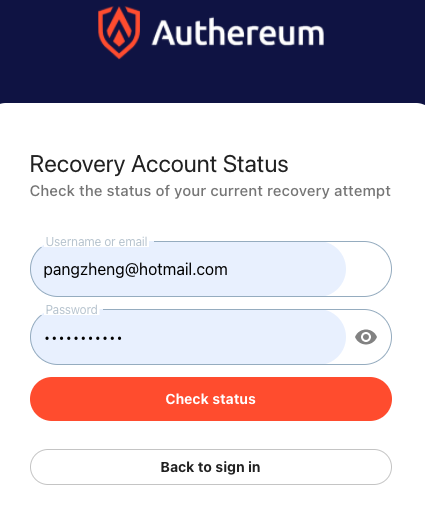 Authereum
Recovery Account Status
Check the status of your current recovery attempt
Username or email
pangzheng@hotmail.com
Password
•••••••••••
Check status
Back to sign in